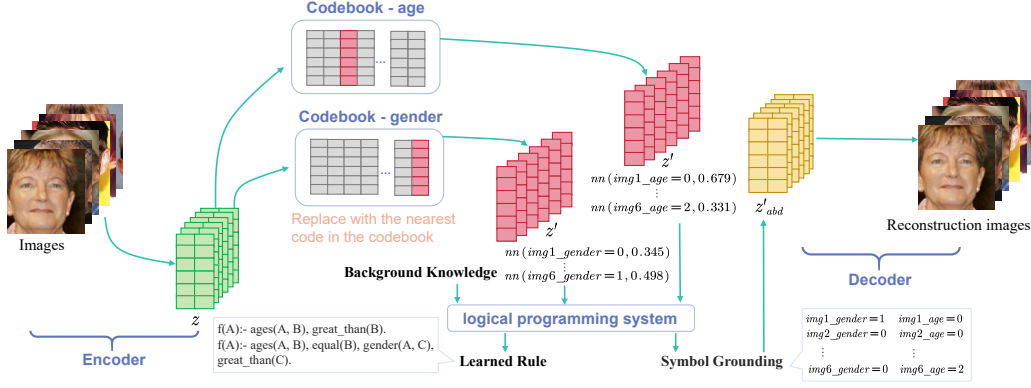 Codebook - age
...
Codebook - gender
...
Replace with the nearest
code in the codebook
Images
z
Encoder
z′
nn(img1_age=0, 0.679)
⋮
nn(img6_age=2, 0.331)
z′
nn(img1_gender=0, 0.345)
⋮
nn(img6_gender=1, 0.498)
Background Knowledge
logical programming system
f(A):- ages(A, B), great_than(B).
f(A):- ages(A, B), equal(B), gender(A, C),
great_than(C).
Learned Rule
Symbol Grounding
z′abd
Reconstruction images
Decoder
img1_gender=1 img1_age=0
img2_gender=0 img2_age=0
⋮ ⋮
img6_gender=0 img6_age=2